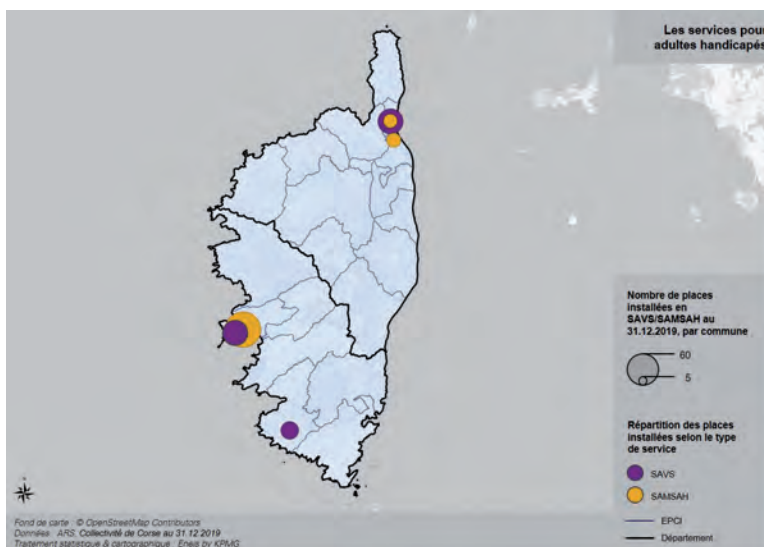 Les services pour
adultes handicapés
Nombre de places
installées en
SAVS/SAMSAH au
31.12.2019, par commune
60
5
Répartition des places
installées selon le type
de service
SAVS
SAMSAH
EPCI
Département
Fond de carte : © OpenStreetMap Contributors
Données : ARS, Collectivité de Corse au 31.12.2019
Traitement statistique & cartographique : Eneis by KPMG